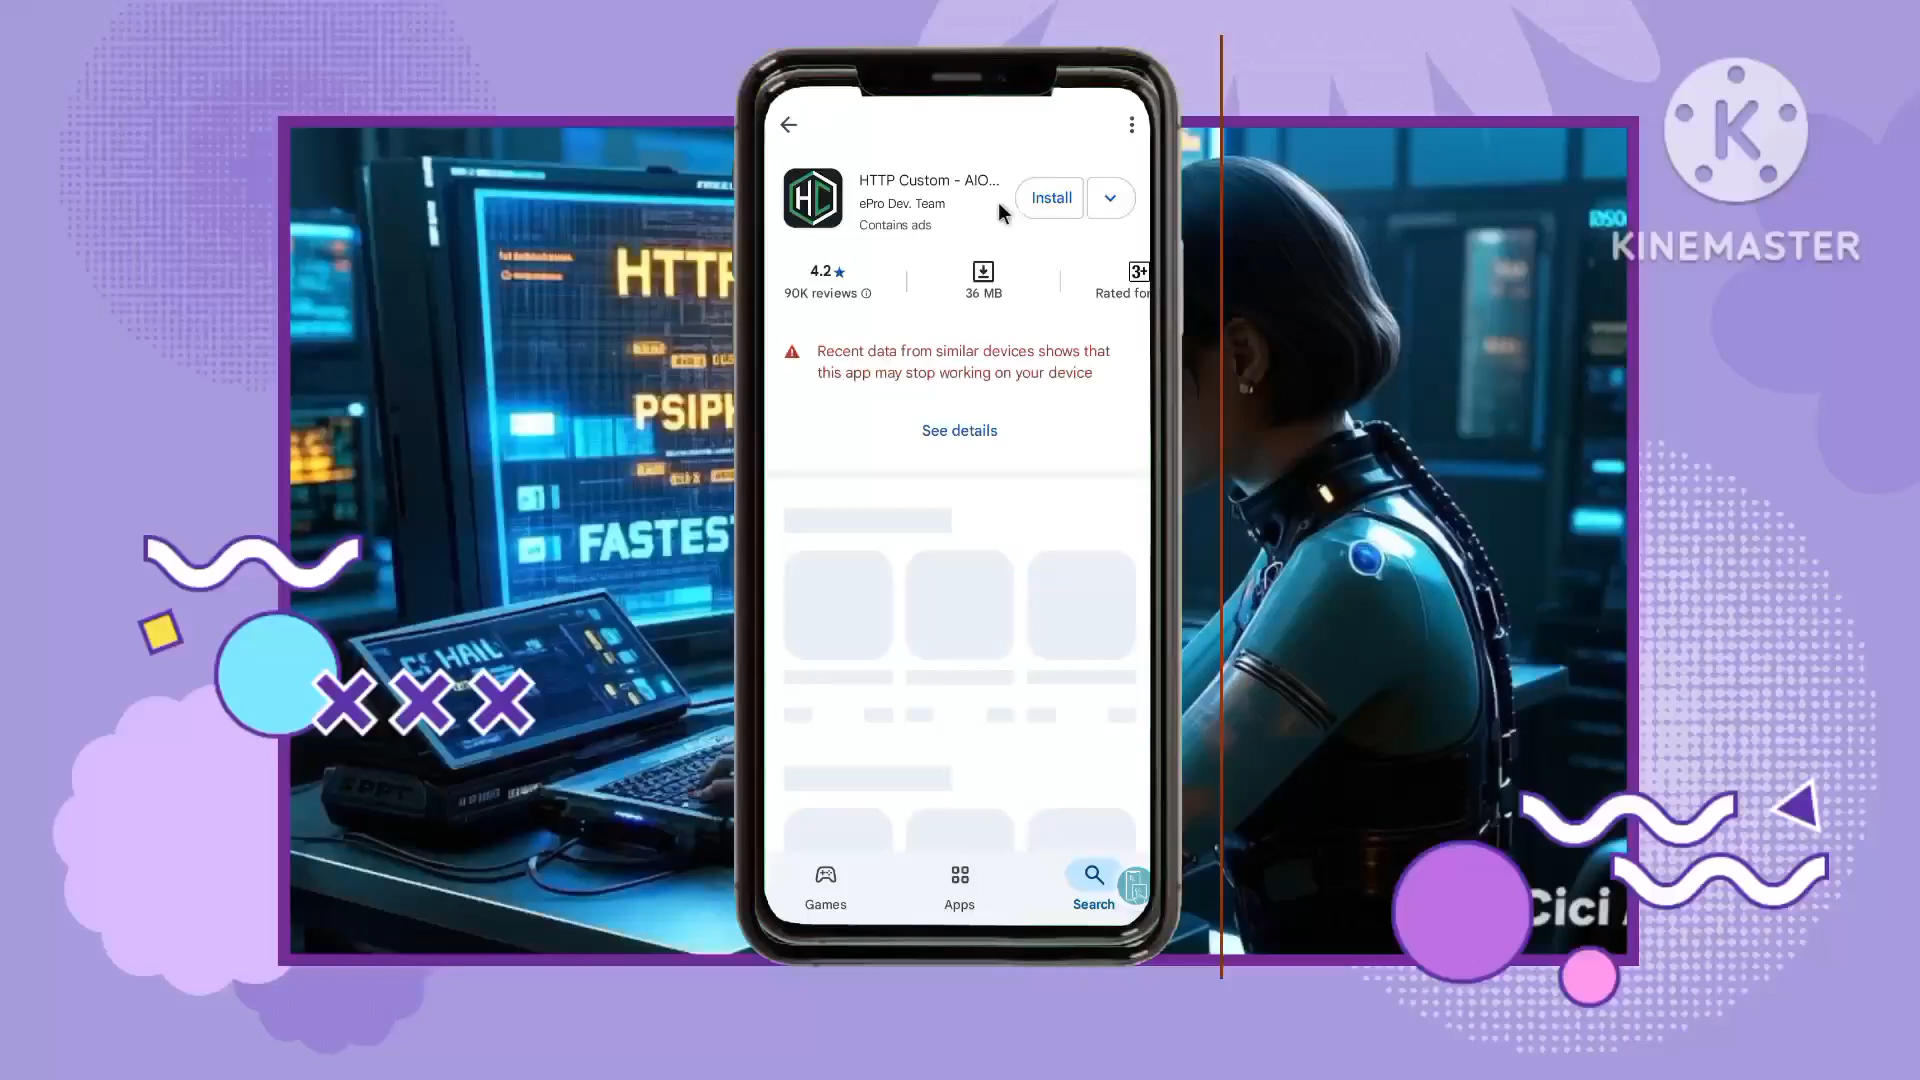 HTTP Custom - AIO...
ePro Dev. Team
Contains ads
Install
4.2★
90K reviews
36 MB
3+
Rated for
Recent data from similar devices shows that
this app may stop working on your device
See details
Games
Apps
Search
HTTP
PSIPH
FASTEST
HC
K
KINEMASTER
Cici